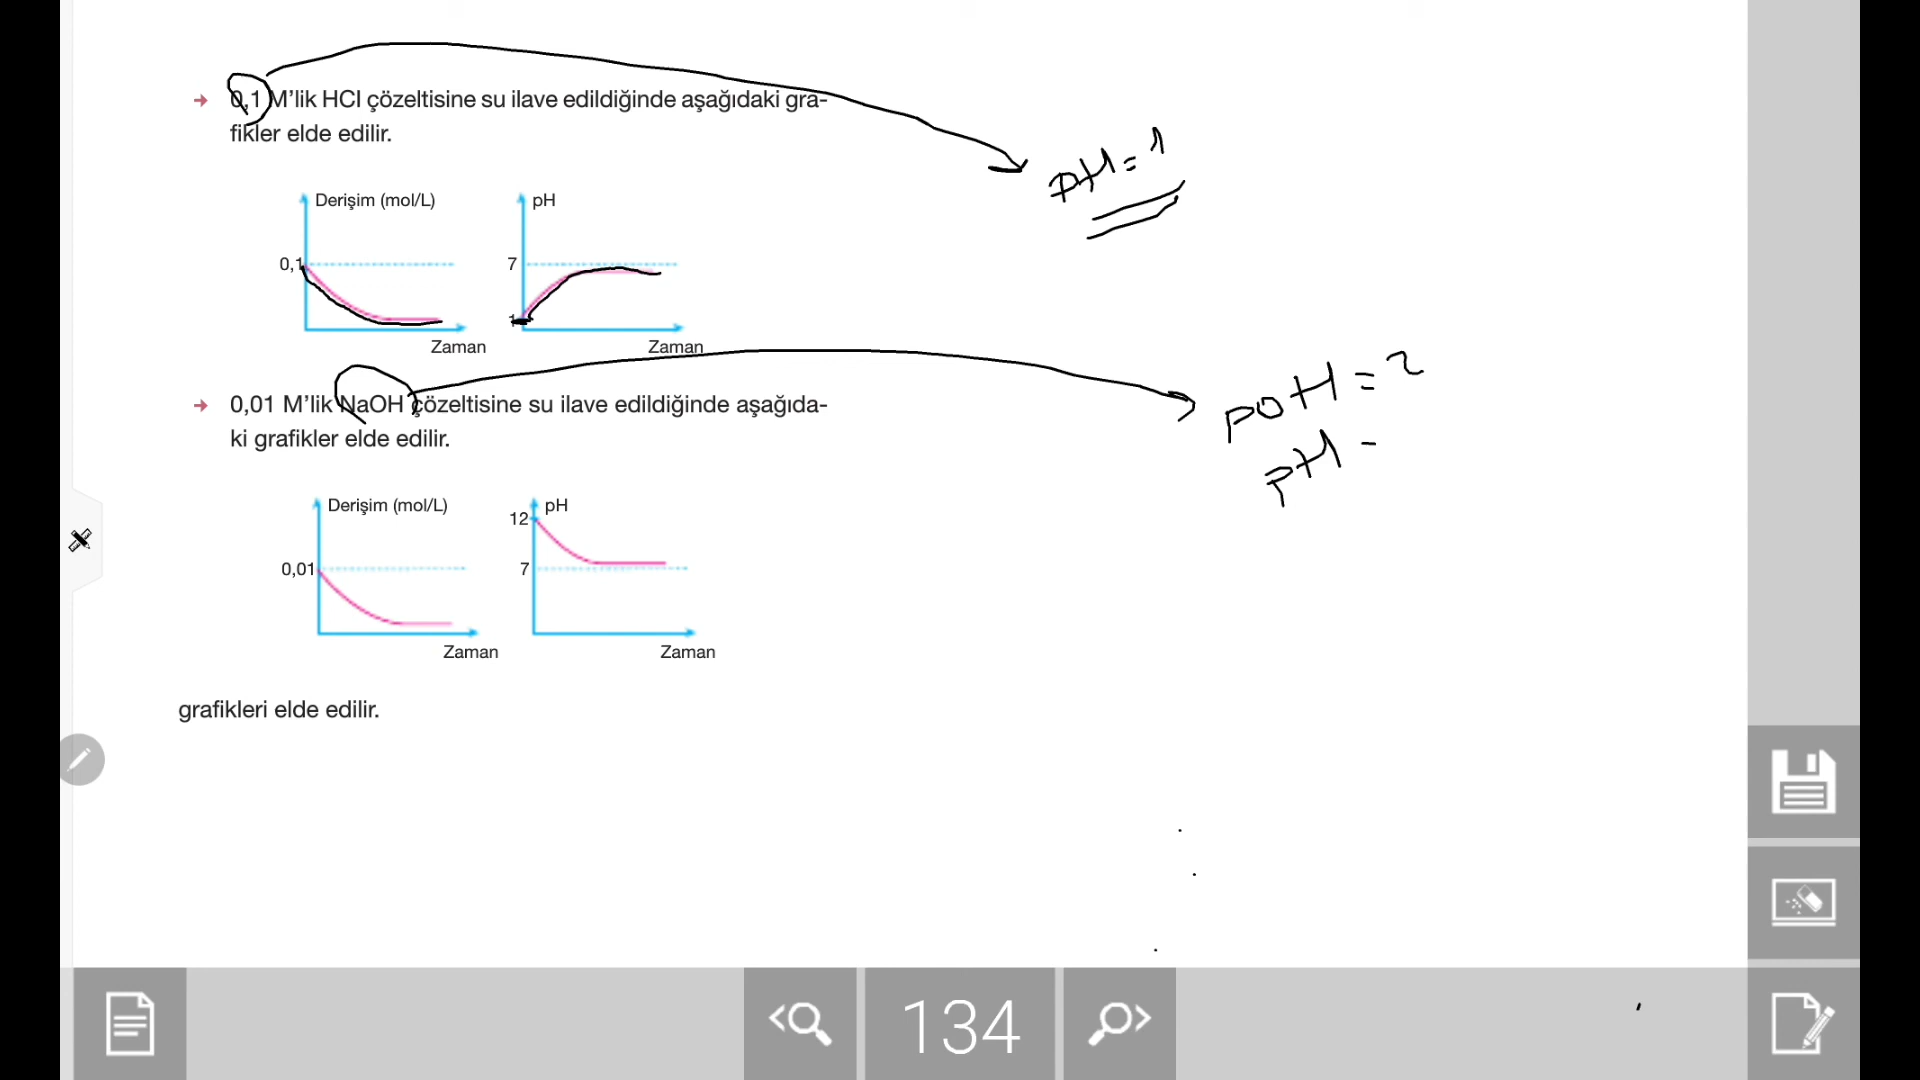 0,1 M’lik HCl çözeltisine su ilave edildiğinde aşağıdaki gra-
fikler elde edilir.
pH = 1
Derişim (mol/L)
0,1
Zaman
pH
7
1
Zaman
0,01 M’lik NaOH çözeltisine su ilave edildiğinde aşağıda-
ki grafikler elde edilir.
pOH = 2
pH =
Derişim (mol/L)
0,01
Zaman
pH
12
7
Zaman
grafikleri elde edilir.
134